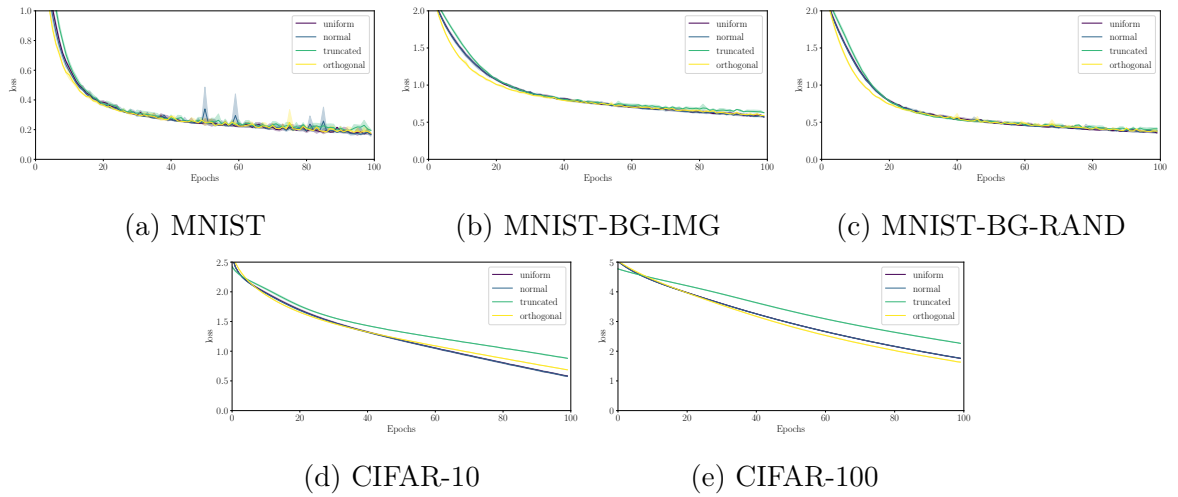 1.0
0.8
0.6
0.4
0.2
0.0
loss
0 20 40 60 80 100
Epochs
uniform
normal
truncated
orthogonal
(a) MNIST
2.0
1.5
1.0
0.5
0.0
loss
0 20 40 60 80 100
Epochs
uniform
normal
truncated
orthogonal
(b) MNIST-BG-IMG
2.0
1.5
1.0
0.5
0.0
loss
0 20 40 60 80 100
Epochs
uniform
normal
truncated
orthogonal
(c) MNIST-BG-RAND
2.5
2.0
1.5
1.0
0.5
0.0
loss
0 20 40 60 80 100
Epochs
uniform
normal
truncated
orthogonal
(d) CIFAR-10
5
4
3
2
1
0
loss
0 20 40 60 80 100
Epochs
uniform
normal
truncated
orthogonal
(e) CIFAR-100